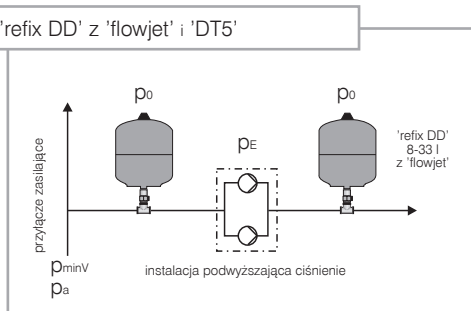 'refix DD' z 'flowjet' i 'DT5'
p0
p0
pE
'refix DD'
8-33 l
z 'flowjet'
przyłącze zasilające
pminV
pa
instalacja podwyższająca ciśnienie